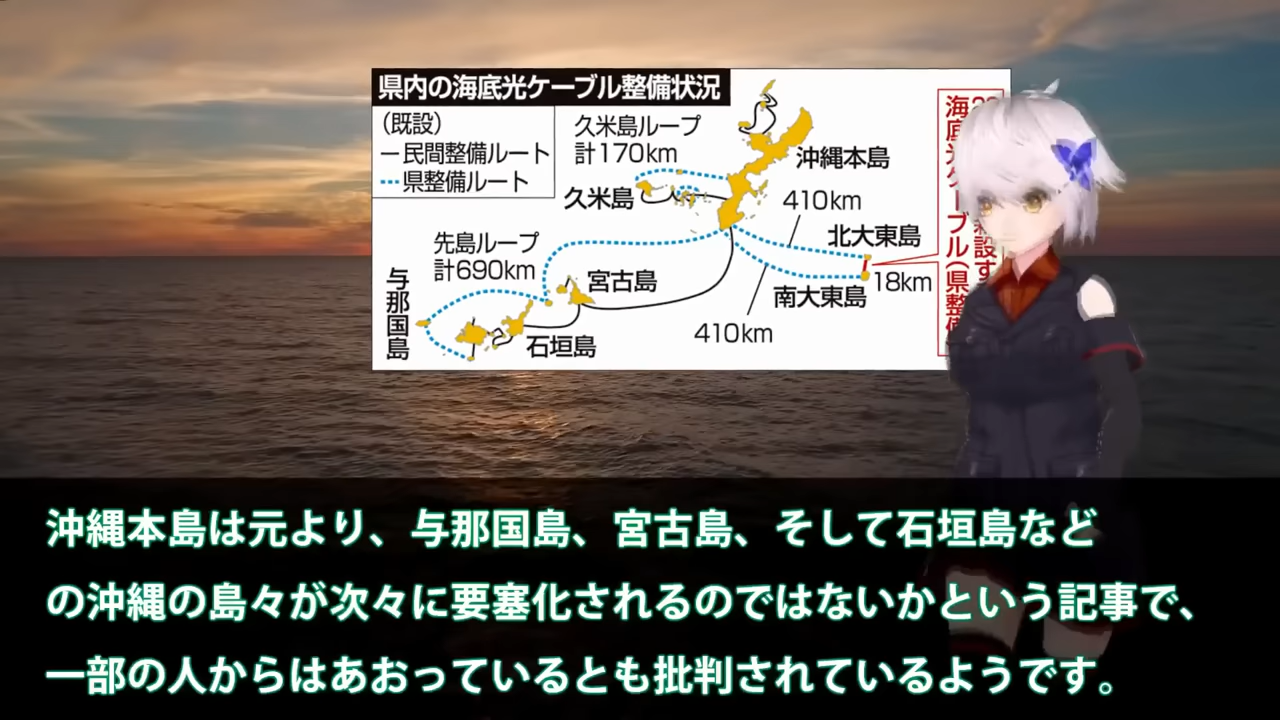 県内の海底光ケーブル整備状況
(既設)
民間整備ルート
県整備ルート
久米島ループ
計170km
沖縄本島
久米島
410km
北大東島
先島ループ
計690km
宮古島
18km
南大東島
与那国島
410km
石垣島
沖縄本島は元より、与那国島、宮古島、そして石垣島など
の沖縄の島々が次々に要塞化されるのではないかという記事で、
一部の人からはあおっているとも批判されているようです。